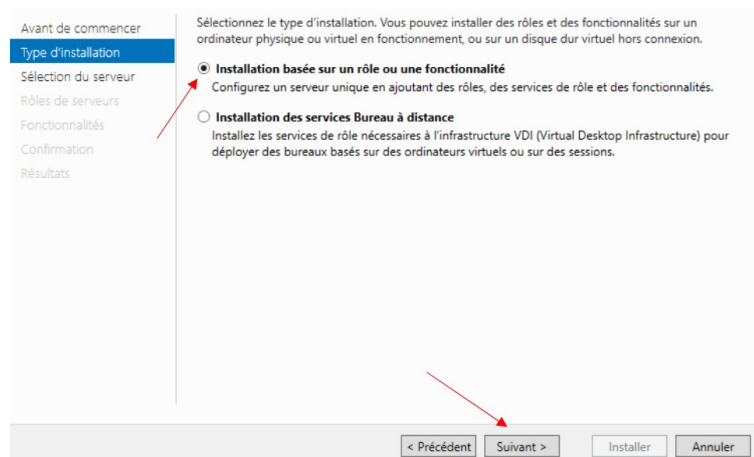 Avant de commencer
Type d'installation
Sélection du serveur
Rôles de serveurs
Fonctionnalités
Confirmation
Résultats
Sélectionnez le type d'installation. Vous pouvez installer des rôles et des fonctionnalités sur un
ordinateur physique ou virtuel en fonctionnement, ou sur un disque dur virtuel hors connexion.
Installation basée sur un rôle ou une fonctionnalité
Configurez un serveur unique en ajoutant des rôles, des services de rôle et des fonctionnalités.
Installation des services Bureau à distance
Installez les services de rôle nécessaires à l'infrastructure VDI (Virtual Desktop Infrastructure) pour
déployer des bureaux basés sur des ordinateurs virtuels ou sur des sessions.
< Précédent
Suivant >
Installer
Annuler